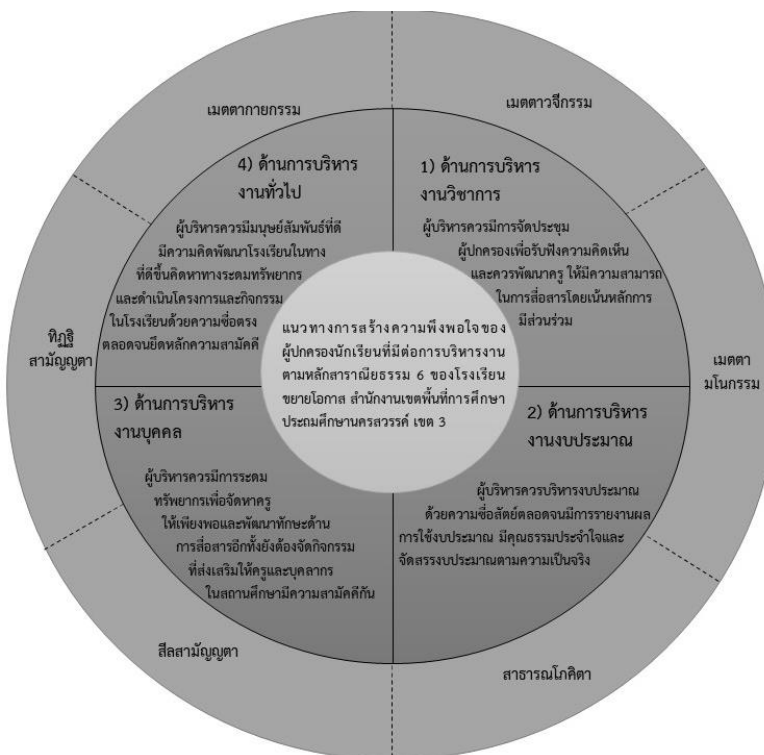 เมตตากายกรรม
เมตตาวจีกรรม
4) ด้านการบริหาร
งานทั่วไป
ผู้บริหารควรมีมนุษย์สัมพันธ์ที่ดี
มีความคิดพัฒนาโรงเรียนในทาง
ที่ดีขึ้นคิดหาทางระดมทรัพยากร
และดำเนินโครงการและกิจกรรม
ในโรงเรียนด้วยความซื่อตรง
ตลอดจนยึดหลักความสามัคคี
1) ด้านการบริหาร
งานวิชาการ
ผู้บริหารควรมีการจัดประชุม
ผู้ปกครองเพื่อรับฟังความคิดเห็น
และควรพัฒนาครู ให้มีความสามารถ
ในการสื่อสารโดยเน้นหลักการ
มีส่วนร่วม
ทิฏฐิ
สามัญญตา
แนวทางการสร้างความพึงพอใจของ
ผู้ปกครองนักเรียนที่มีต่อการบริหารงาน
ตามหลักสาราณียธรรม 6 ของโรงเรียน
ขยายโอกาส สำนักงานเขตพื้นที่การศึกษา
ประถมศึกษานครสวรรค์ เขต 3
เมตตา
มโนกรรม
3) ด้านการบริหาร
งานบุคคล
ผู้บริหารควรมีการระดม
ทรัพยากรเพื่อจัดหาครู
ให้เพียงพอและพัฒนาทักษะด้าน
การสื่อสารอีกทั้งยังต้องจัดกิจกรรม
ที่ส่งเสริมให้ครูและบุคลากร
ในสถานศึกษามีความสามัคคีกัน
2) ด้านการบริหาร
งานงบประมาณ
ผู้บริหารควรบริหารงบประมาณ
ด้วยความซื่อสัตย์ตลอดจนมีการรายงานผล
การใช้งบประมาณ มีคุณธรรมประจำใจและ
จัดสรรงบประมาณตามความเป็นจริง
สีลสามัญญตา
สาธารณโภคิตา